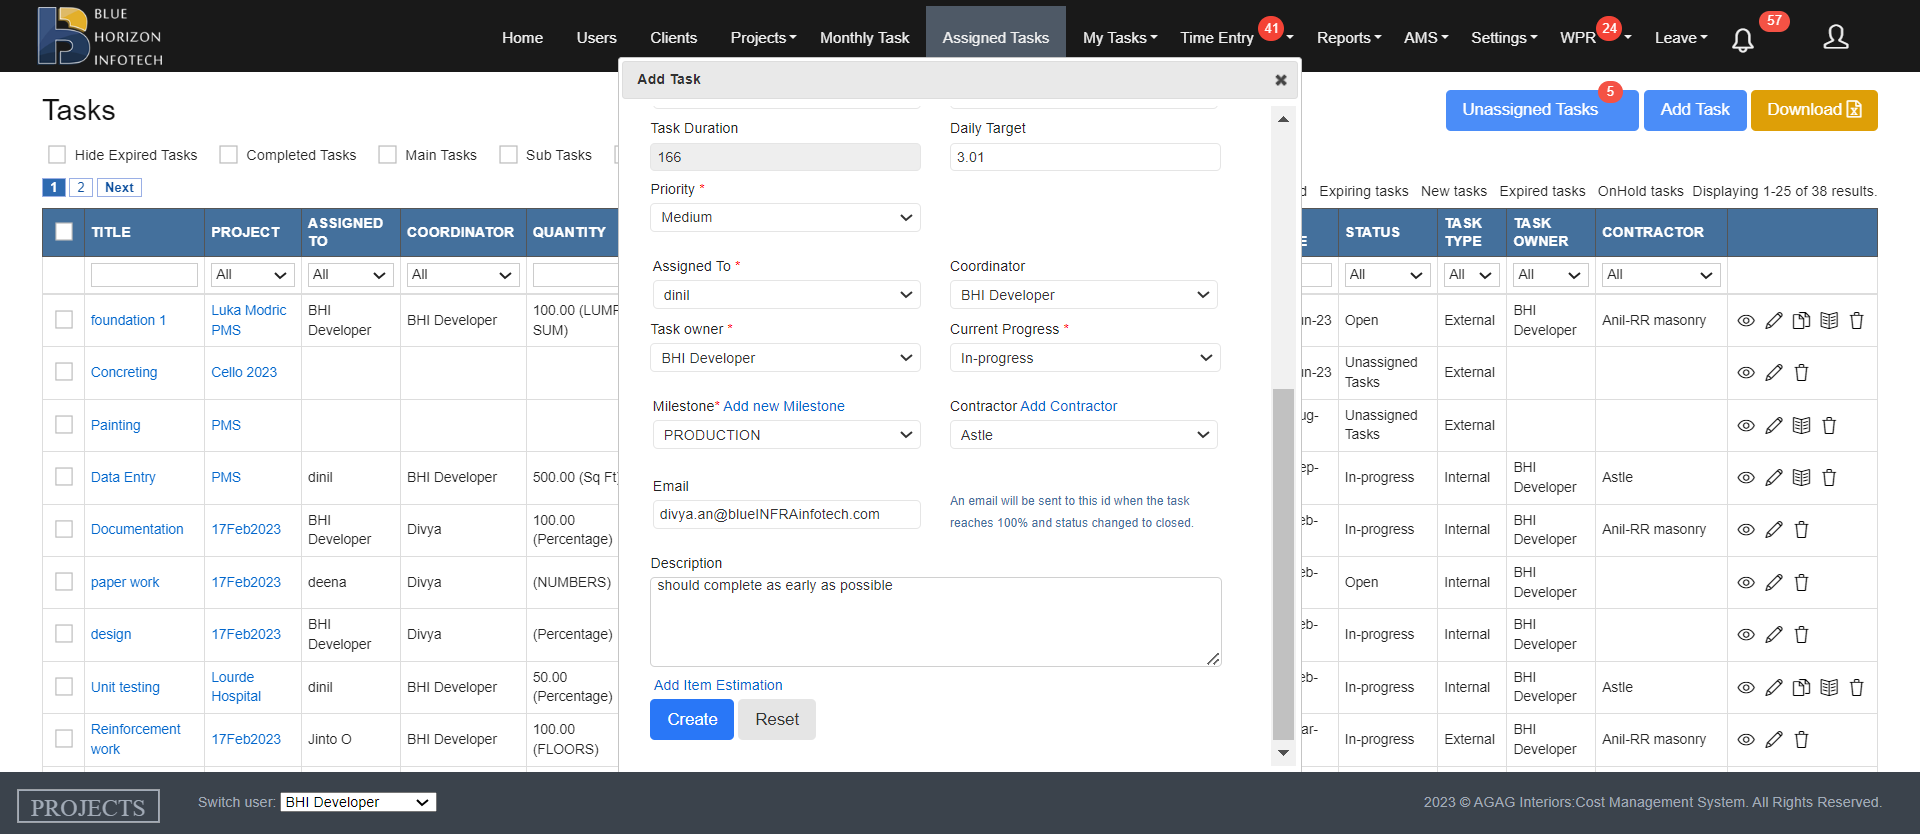 BLUE
HORIZON
INFOTECH
Home Users Clients Projects Monthly Task Assigned Tasks My Tasks Time Entry 41 Reports AMS Settings WPR 24 Leave 57
Add Task
Tasks
Unassigned Tasks 5 Add Task Download
Hide Expired Tasks Completed Tasks Main Tasks Sub Tasks
1 2 Next
Expiring tasks New tasks Expired tasks OnHold tasks Displaying 1-25 of 38 results.
TITLE PROJECT ASSIGNED TO COORDINATOR QUANTITY STATUS TASK TYPE TASK OWNER CONTRACTOR
All All All All All All All
foundation 1 Luka Modric PMS BHI Developer BHI Developer 100.00 (LUMP SUM) un-23 Open External BHI Developer Anil-RR masonry
Concreting Cello 2023 un-23 Unassigned Tasks External
Painting PMS ug- Unassigned Tasks External
Data Entry PMS dinil BHI Developer 500.00 (Sq Ft) ep- In-progress Internal BHI Developer Astle
Documentation 17Feb2023 BHI Developer Divya 100.00 (Percentage) eb- In-progress Internal BHI Developer Anil-RR masonry
paper work 17Feb2023 deena Divya (NUMBERS) eb- Open Internal BHI Developer
design 17Feb2023 BHI Developer Divya (Percentage) eb- In-progress Internal BHI Developer
Unit testing Lourde Hospital dinil BHI Developer 50.00 (Percentage) eb- In-progress Internal BHI Developer Astle
Reinforcement work 17Feb2023 Jinto O BHI Developer 100.00 (FLOORS) ar- In-progress External BHI Developer Anil-RR masonry
Task Duration Daily Target
166 3.01
Priority *
Medium
Assigned To * Coordinator
dinil BHI Developer
Task owner * Current Progress *
BHI Developer In-progress
Milestone* Add new Milestone Contractor Add Contractor
PRODUCTION Astle
Email
divya.an@blueINFRAinfotech.com
An email will be sent to this id when the task
reaches 100% and status changed to closed.
Description
should complete as early as possible
Add Item Estimation
Create Reset
PROJECTS Switch user: BHI Developer 2023 © AGAG Interiors:Cost Management System. All Rights Reserved.